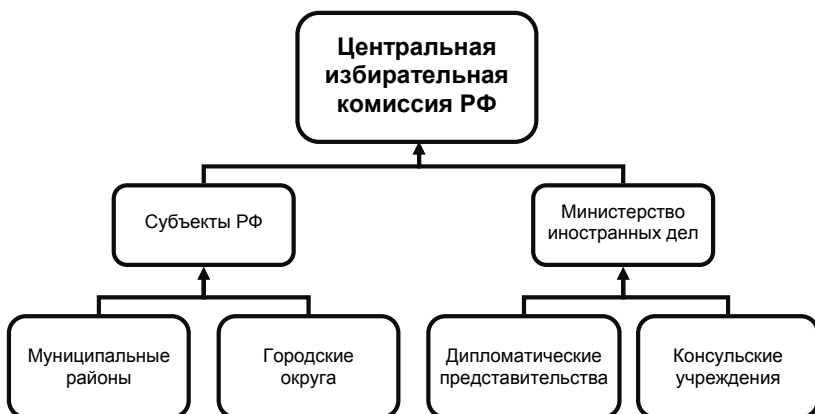 Центральная
избирательная
комиссия РФ
Субъекты РФ
Министерство
иностранных дел
Муниципальные
районы
Городские
округа
Дипломатические
представительства
Консульские
учреждения